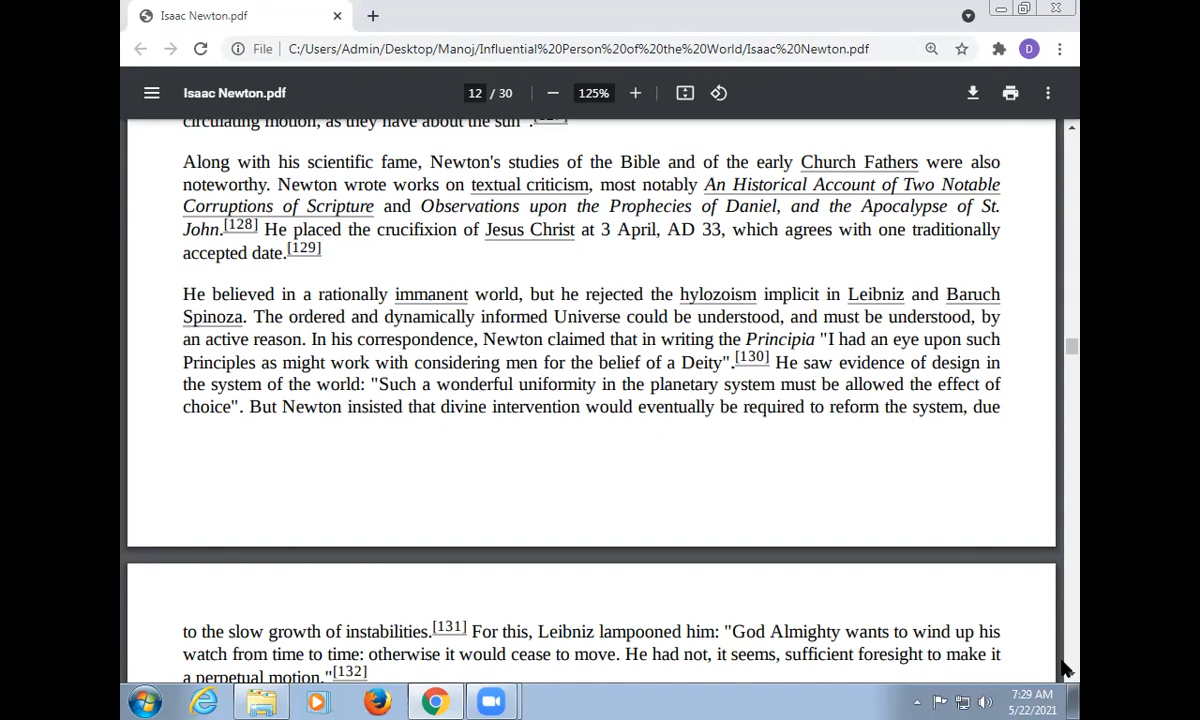 Isaac Newton.pdf
File
C:/Users/Admin/Desktop/Manoj/Influential%20Person%20of%20the%20World/Isaac%20Newton.pdf
D
Isaac Newton.pdf
12 / 30
125%
circulating motion, as they have about the sun".
Along with his scientific fame, Newton's studies of the Bible and of the early Church Fathers were also
noteworthy. Newton wrote works on textual criticism, most notably An Historical Account of Two Notable
Corruptions of Scripture and Observations upon the Prophecies of Daniel, and the Apocalypse of St.
John.[128] He placed the crucifixion of Jesus Christ at 3 April, AD 33, which agrees with one traditionally
accepted date.[129]
He believed in a rationally immanent world, but he rejected the hylozoism implicit in Leibniz and Baruch
Spinoza. The ordered and dynamically informed Universe could be understood, and must be understood, by
an active reason. In his correspondence, Newton claimed that in writing the Principia "I had an eye upon such
Principles as might work with considering men for the belief of a Deity".[130] He saw evidence of design in
the system of the world: "Such a wonderful uniformity in the planetary system must be allowed the effect of
choice". But Newton insisted that divine intervention would eventually be required to reform the system, due
to the slow growth of instabilities.[131] For this, Leibniz lampooned him: "God Almighty wants to wind up his
watch from time to time: otherwise it would cease to move. He had not, it seems, sufficient foresight to make it
a perpetual motion."[132]
7:29 AM
5/22/2021